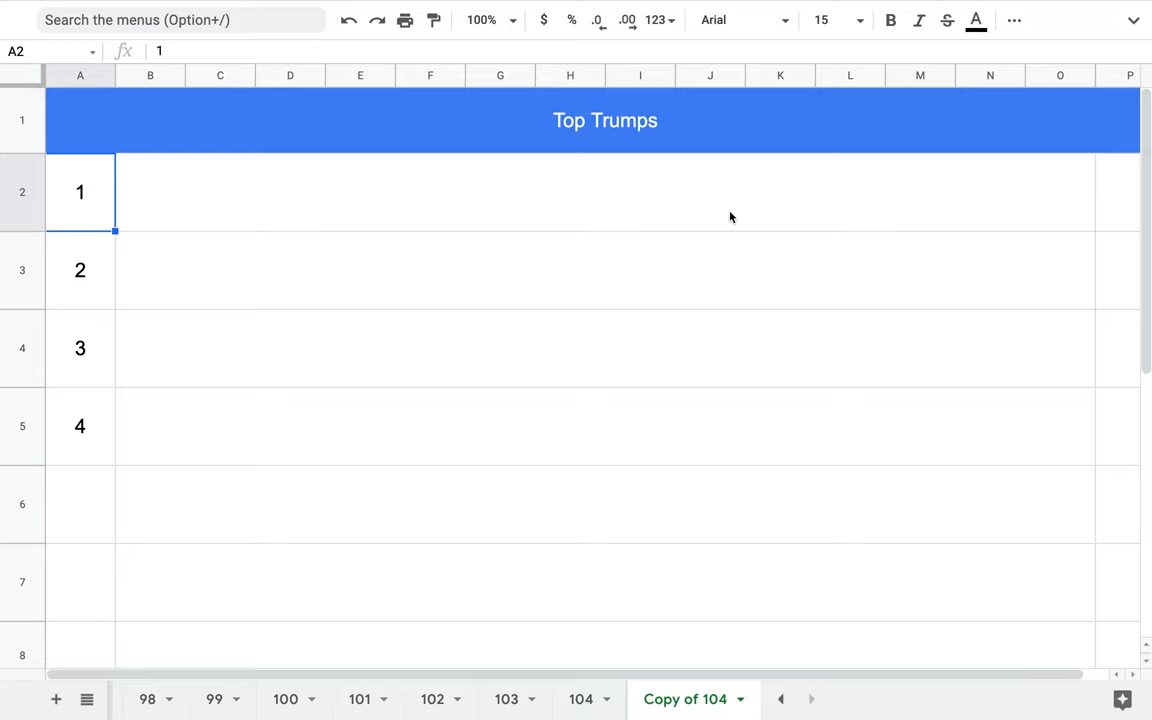 Search the menus (Option+/) 100% $ % .0 .00 123 Arial 15 B I S A
A2 fx 1
A B C D E F G H I J K L M N O P
1 Top Trumps
2 1
3 2
4 3
5 4
6
7
8
98 99 100 101 102 103 104 Copy of 104